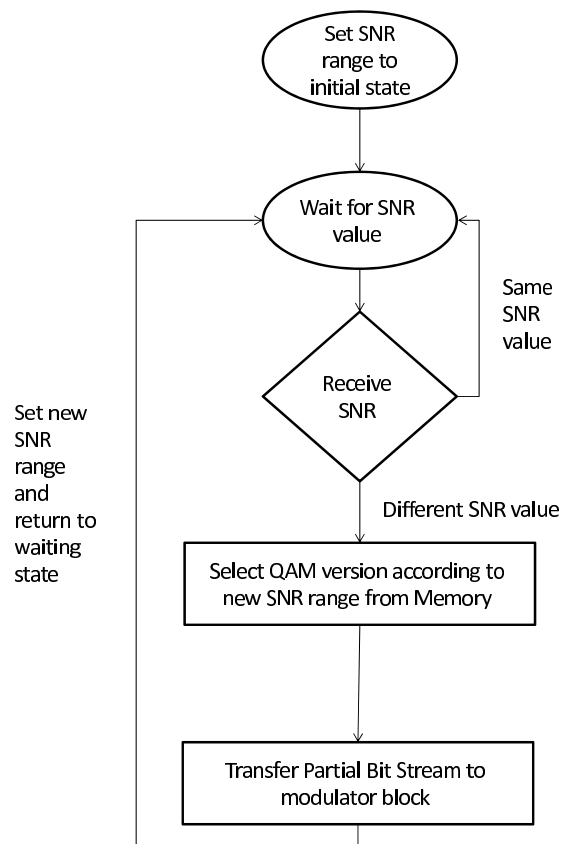 Set SNR
range to
initial state
Wait for SNR
value
Same
SNR
value
Receive
SNR
Set new
SNR
range
and
return to
waiting
state
Different SNR value
Select QAM version according to
new SNR range from Memory
Transfer Partial Bit Stream to
modulator block